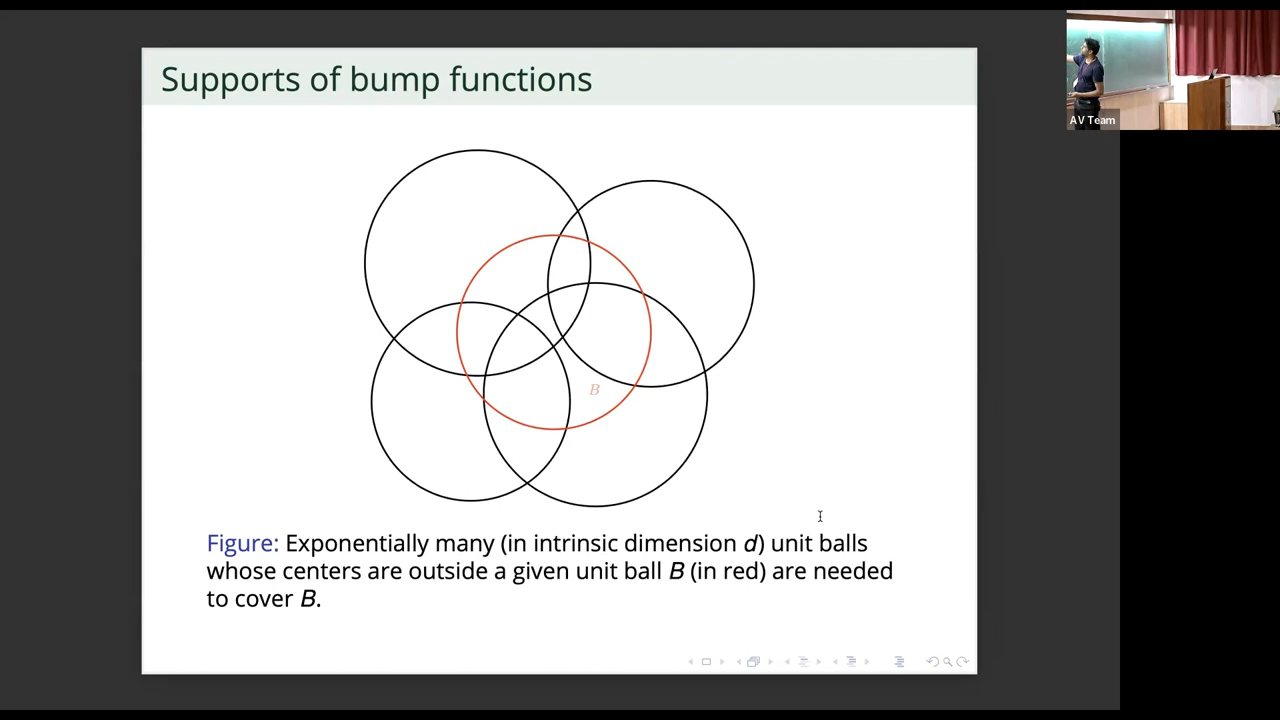 Supports of bump functions
AV Team
B
Figure: Exponentially many (in intrinsic dimension d) unit balls
whose centers are outside a given unit ball B (in red) are needed
to cover B.